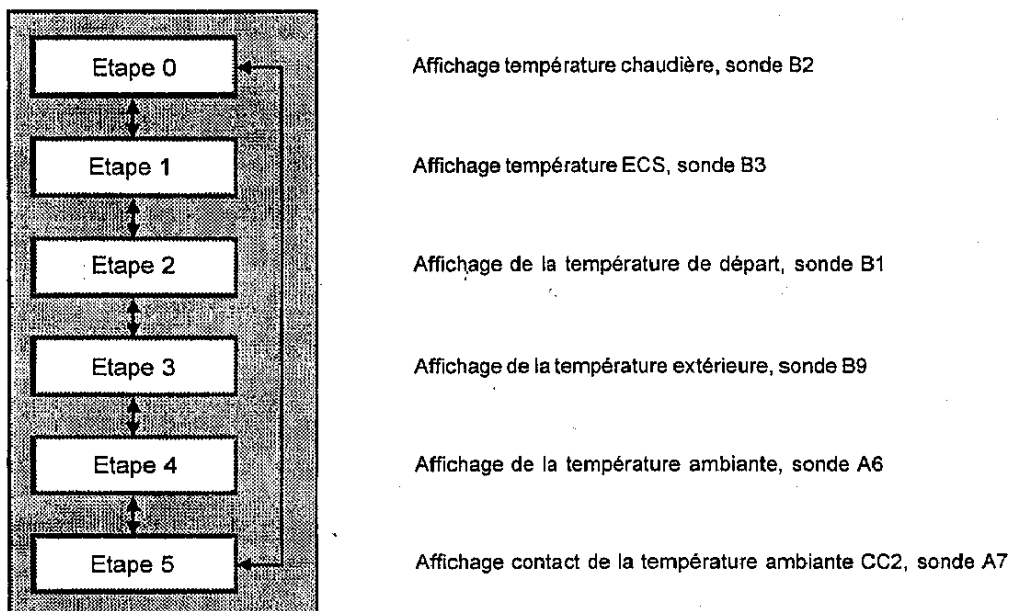 Etape 0 Affichage température chaudière, sonde B2
Etape 1 Affichage température ECS, sonde B3
Etape 2 Affichage de la température de départ, sonde B1
Etape 3 Affichage de la température extérieure, sonde B9
Etape 4 Affichage de la température ambiante, sonde A6
Etape 5 Affichage contact de la température ambiante CC2, sonde A7